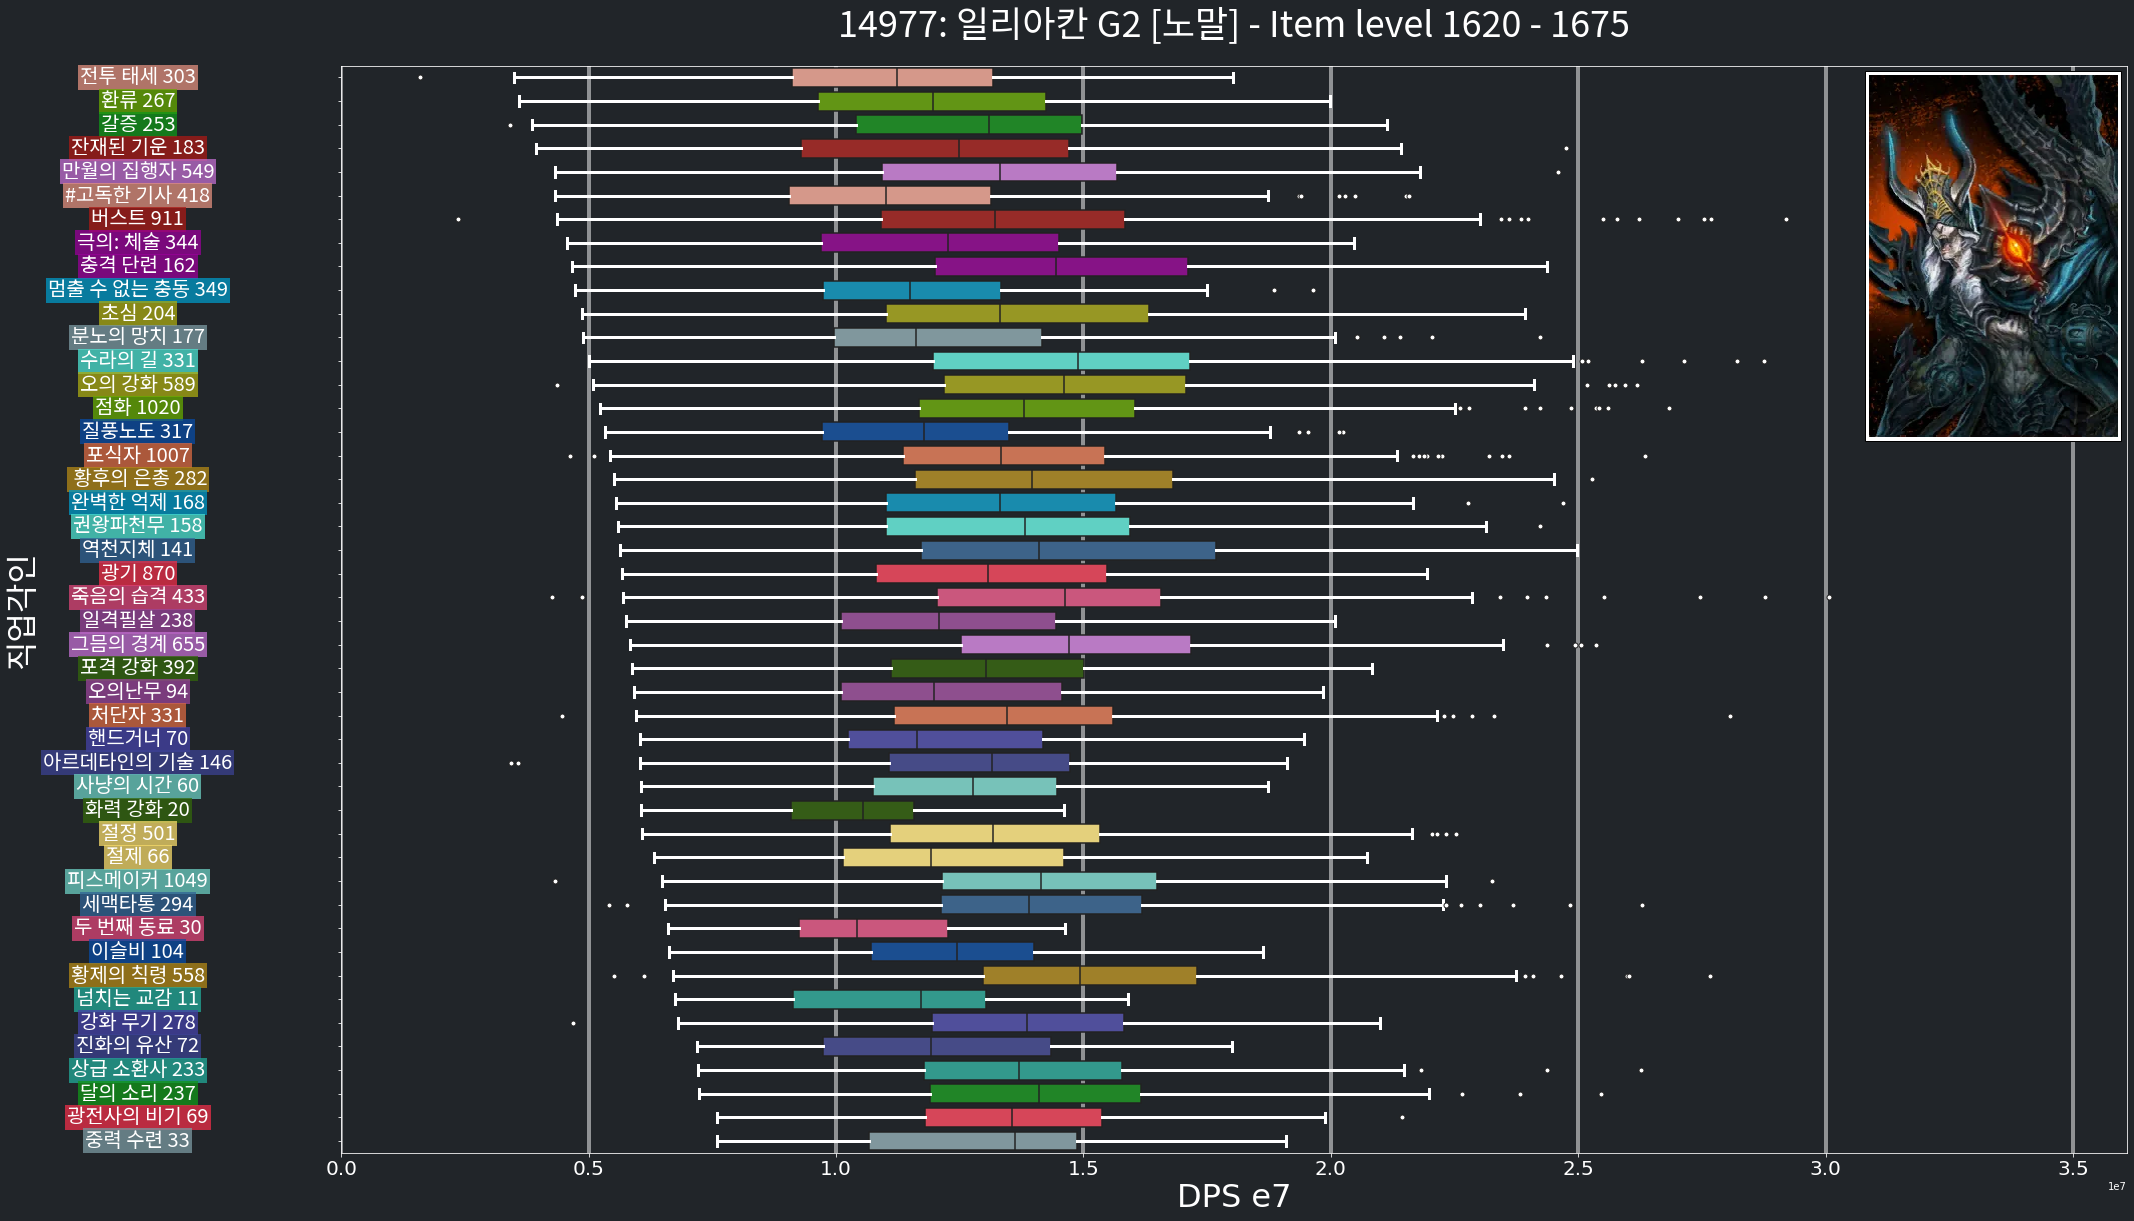 14977: 일리아칸 G2 [노말] - Item level 1620 - 1675
전투 태세 303
환류 267
갈증 253
잔재된 기운 183
만월의 집행자 549
#고독한 기사 418
버스트 911
극의: 체술 344
충격 단련 162
멈출 수 없는 충동 349
초심 204
분노의 망치 177
수라의 길 331
오의 강화 589
점화 1020
질풍노도 317
포식자 1007
황후의 은총 282
완벽한 억제 168
권왕파천무 158
역천지체 141
광기 870
죽음의 습격 433
일격필살 238
그믐의 경계 655
포격 강화 392
오의난무 94
처단자 331
핸드거너 70
아르데타인의 기술 146
사냥의 시간 60
화력 강화 20
절정 501
절제 66
피스메이커 1049
세맥타통 294
두 번째 동료 30
이슬비 104
황제의 칙령 558
넘치는 교감 11
강화 무기 278
진화의 유산 72
상급 소환사 233
달의 소리 237
광전사의 비기 69
중력 수련 33
직업각인
0.0 0.5 1.0 1.5 2.0 2.5 3.0 3.5
DPS e7
1e7